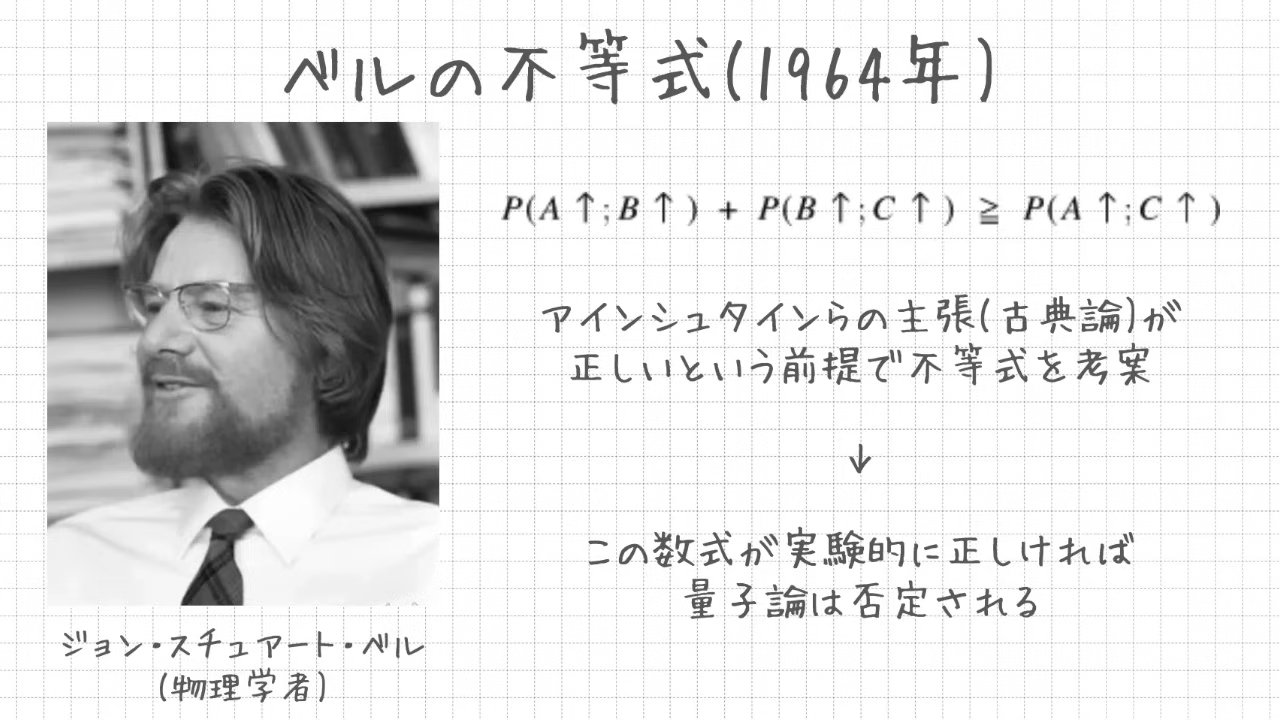 ベルの不等式(1964年)
P(A↑;B↑) + P(B↑;C↑) ≧ P(A↑;C↑)
アインシュタインらの主張(古典論)が
正しいという前提で不等式を考案
↓
この数式が実験的に正しければ
量子論は否定される
ジョン・スチュアート・ベル
(物理学者)